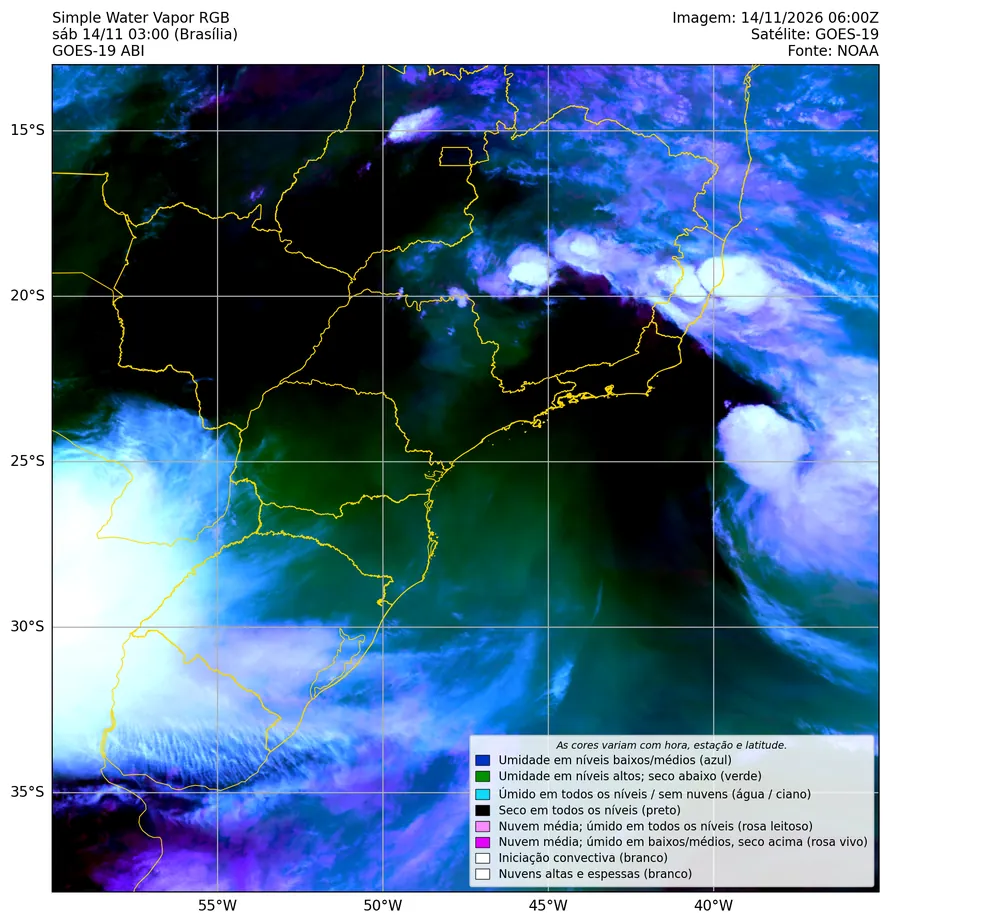 Simple Water Vapor RGB
sáb 14/11 03:00 (Brasília)
GOES-19 ABI
Imagem: 14/11/2026 06:00Z
Satélite: GOES-19
Fonte: NOAA
15°S
20°S
25°S
30°S
35°S
55°W
50°W
45°W
40°W
As cores variam com hora, estação e latitude.
Umidade em níveis baixos/médios (azul)
Umidade em níveis altos; seco abaixo (verde)
Úmido em todos os níveis / sem nuvens (água / ciano)
Seco em todos os níveis (preto)
Nuvem média; úmido em todos os níveis (rosa leitoso)
Nuvem média; úmido em baixos/médios, seco acima (rosa vivo)
Iniciação convectiva (branco)
Nuvens altas e espessas (branco)